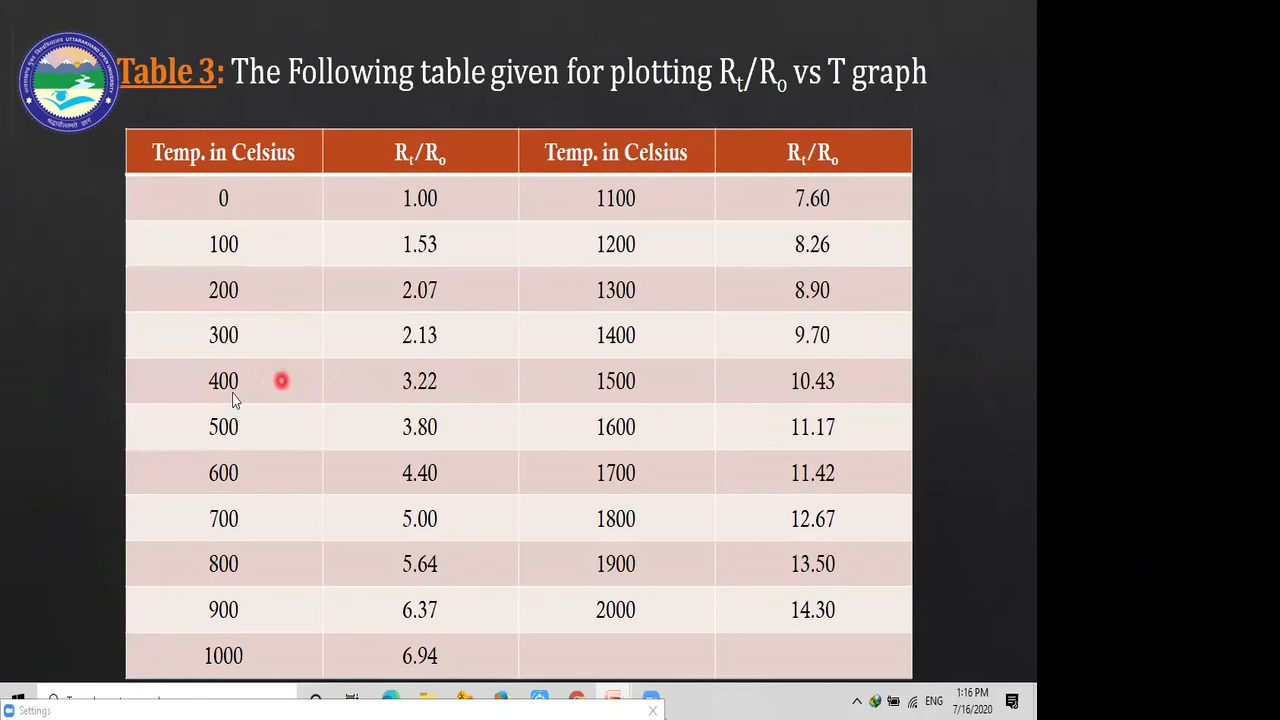 Table 3: The Following table given for plotting Rt/Ro vs T graph
Temp. in Celsius Rt/Ro Temp. in Celsius Rt/Ro
0 1.00 1100 7.60
100 1.53 1200 8.26
200 2.07 1300 8.90
300 2.13 1400 9.70
400 3.22 1500 10.43
500 3.80 1600 11.17
600 4.40 1700 11.42
700 5.00 1800 12.67
800 5.64 1900 13.50
900 6.37 2000 14.30
1000 6.94
ENG
1:16 PM
7/16/2020
Settings